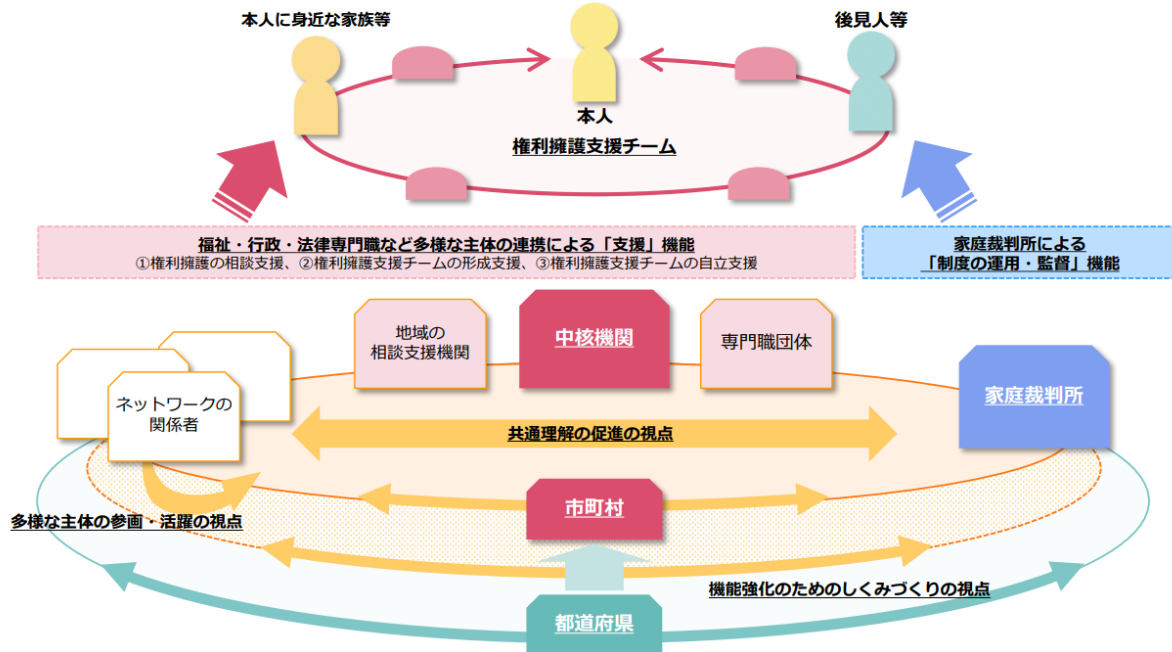 本人に身近な家族等
後見人等
本人
権利擁護支援チーム
福祉・行政・法律専門職など多様な主体の連携による「支援」機能
①権利擁護の相談支援、②権利擁護支援チームの形成支援、③権利擁護支援チームの自立支援
家庭裁判所による
「制度の運用・監督」機能
地域の
相談支援機関
中核機関
専門職団体
ネットワークの
関係者
家庭裁判所
共通理解の促進の視点
市町村
多様な主体の参画・活躍の視点
機能強化のためのしくみづくりの視点
都道府県